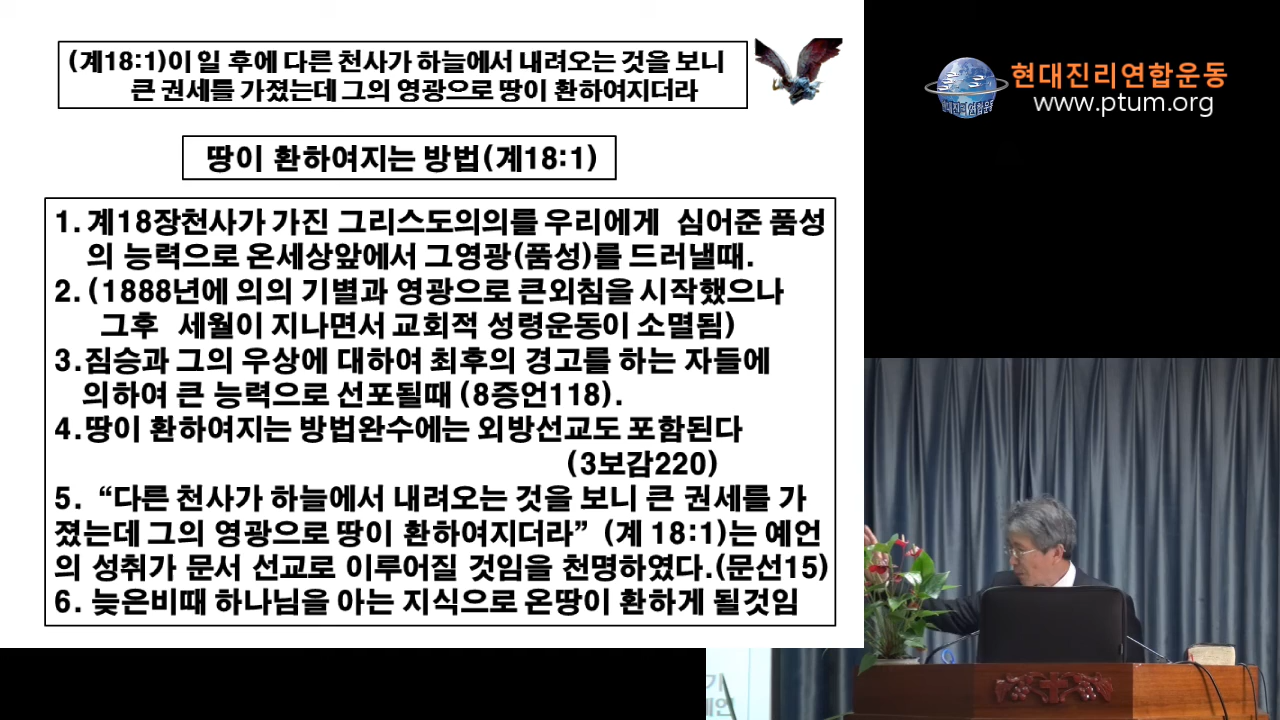 (계18:1)이 일 후에 다른 천사가 하늘에서 내려오는 것을 보니
큰 권세를 가졌는데 그의 영광으로 땅이 환하여지더라
땅이 환하여지는 방법(계18:1)
1. 계18장천사가 가진 그리스도의의를 우리에게 심어준 품성
의 능력으로 온세상앞에서 그영광(품성)를 드러낼때.
2. (1888년에 의의 기별과 영광으로 큰외침을 시작했으나
그후 세월이 지나면서 교회적 성령운동이 소멸됨)
3.짐승과 그의 우상에 대하여 최후의 경고를 하는 자들에
의하여 큰 능력으로 선포될때 (8증언118).
4.땅이 환하여지는 방법완수에는 외방선교도 포함된다
(3보감220)
5. “다른 천사가 하늘에서 내려오는 것을 보니 큰 권세를 가
졌는데 그의 영광으로 땅이 환하여지더라” (계 18:1)는 예언
의 성취가 문서 선교로 이루어질 것임을 천명하였다.(문선15)
6. 늦은비때 하나님을 아는 지식으로 온땅이 환하게 될것임
현대진리연합운동
www.ptum.org